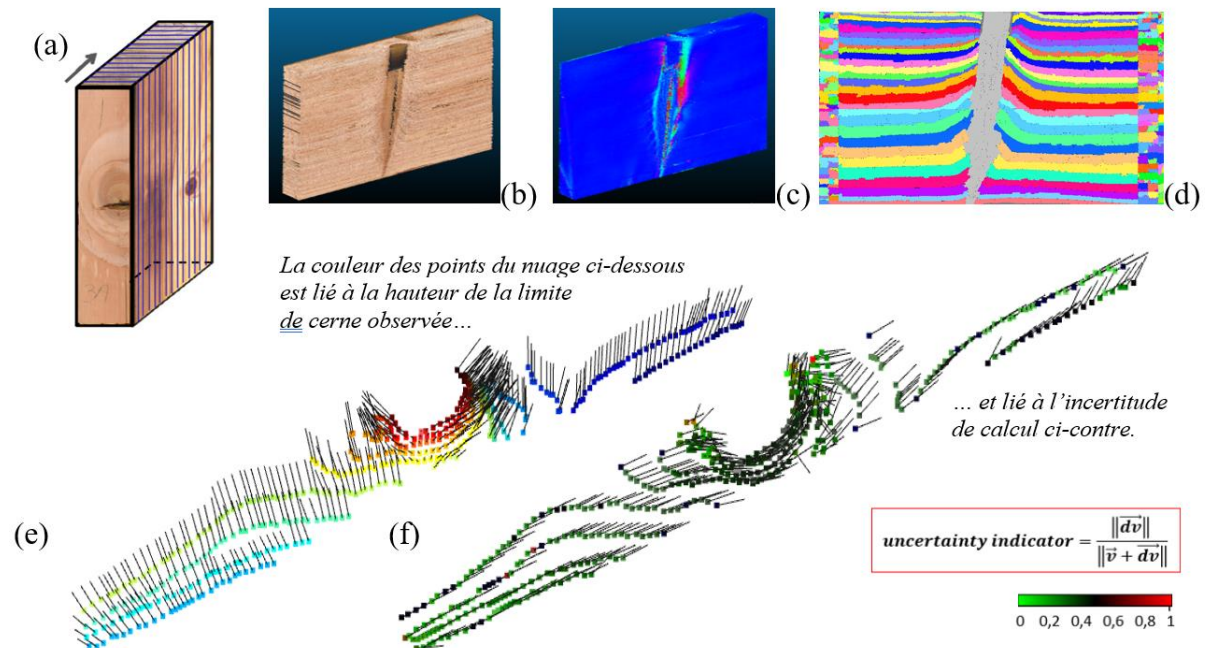 (a)
(b)
(c)
(d)
La couleur des points du nuage ci-dessous
est lié à la hauteur de la limite
de cerne observée…
… et lié à l’incertitude
de calcul ci-contre.
(e)
(f)
uncertainty indicator = ‖dv‖ / ‖v + dv‖
0 0,2 0,4 0,6 0,8 1